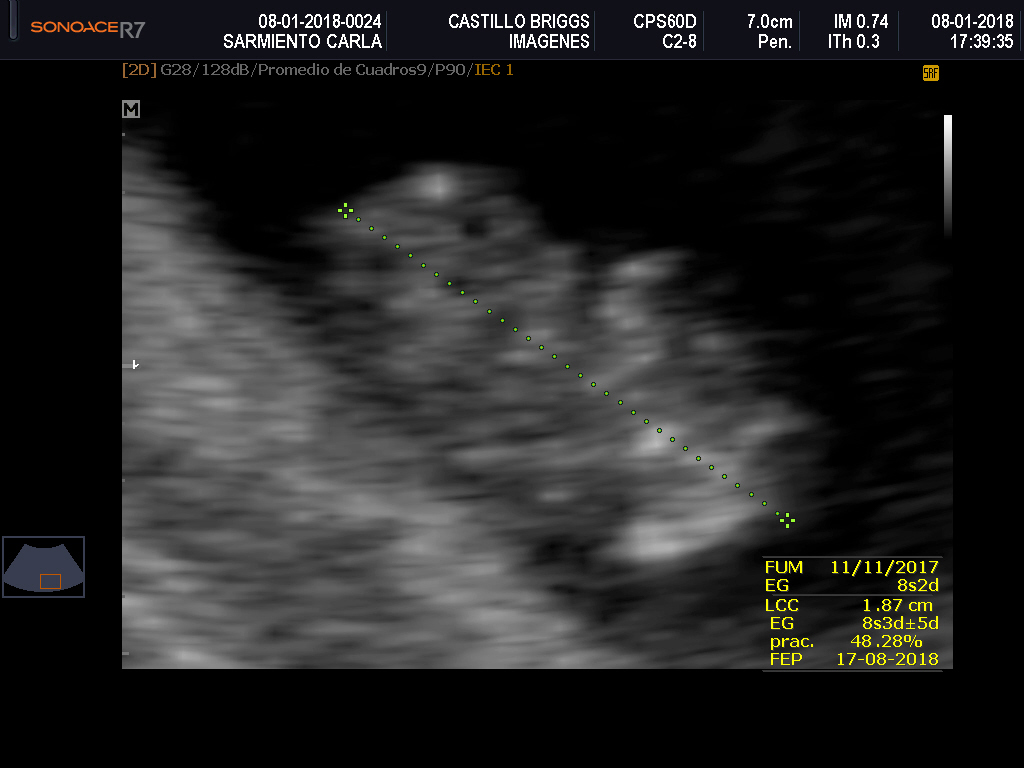 SONOACE R7
08-01-2018-0024
SARMIENTO CARLA
CASTILLO BRIGGS
IMAGENES
CPS60D
C2-8
7.0cm
Pen.
IM 0.74
ITh 0.3
08-01-2018
17:39:35
[2D] G28/128dB/Promedio de Cuadros9/P90/IEC 1
SRF
M
FUM 11/11/2017
EG 8s2d
LCC 1.87 cm
EG 8s3d±5d
prac. 48.28%
FEP 17-08-2018